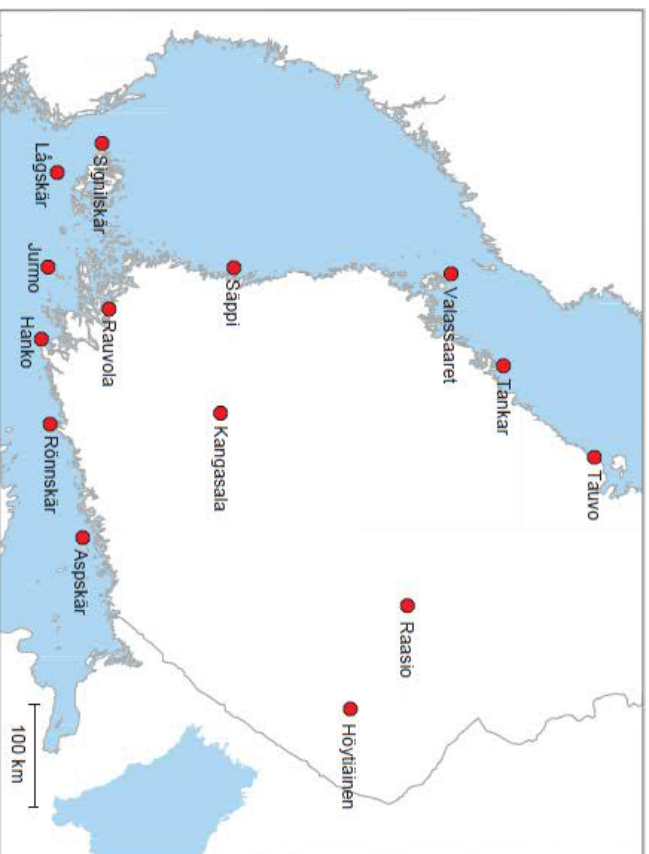 Tauvo
Tankar
Valassaaret
Raasio
Höytiäinen
Säppi
Kangasala
Rauvola
Signilskär
Aspskär
Rönnskär
Lågskär
Jurmo
Hanko
100 km